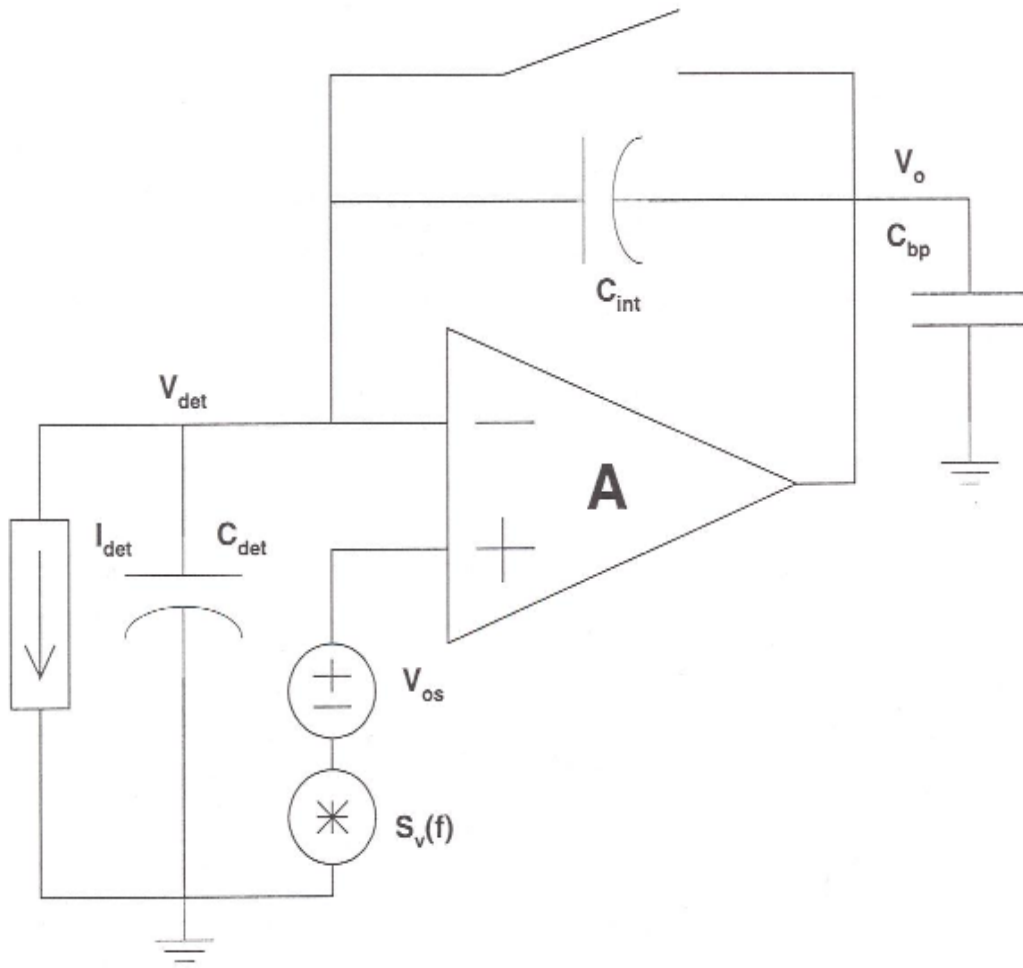 V_o
C_bp
C_int
V_det
−
A
I_det
C_det
+
V_os
S_v(f)